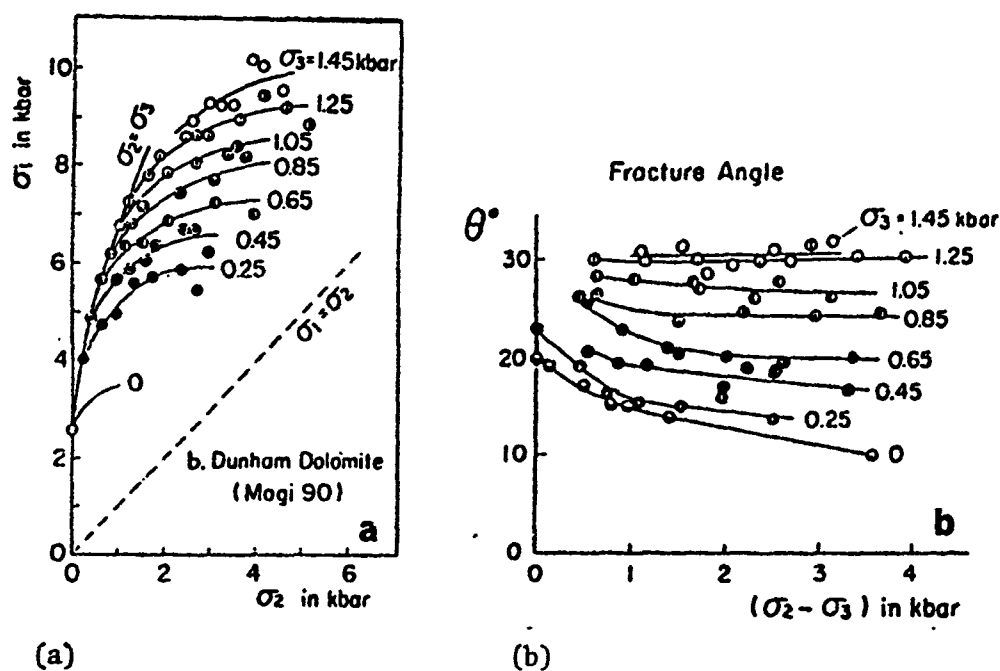 σ₁ in kbar
10
8
6
4
2
0
0
2
4
6
σ₂ in kbar
σ₂=σ₃
σ₃=1.45 kbar
1.25
1.05
0.85
0.65
0.45
0.25
0
σ₁=σ₂
b. Dunham Dolomite
(Mogi 90)
a
(a)
Fracture Angle
θ°
30
20
10
0
0
1
2
3
4
(σ₂ - σ₃) in kbar
σ₃=1.45 kbar
1.25
1.05
0.85
0.65
0.45
0.25
0
b
(b)